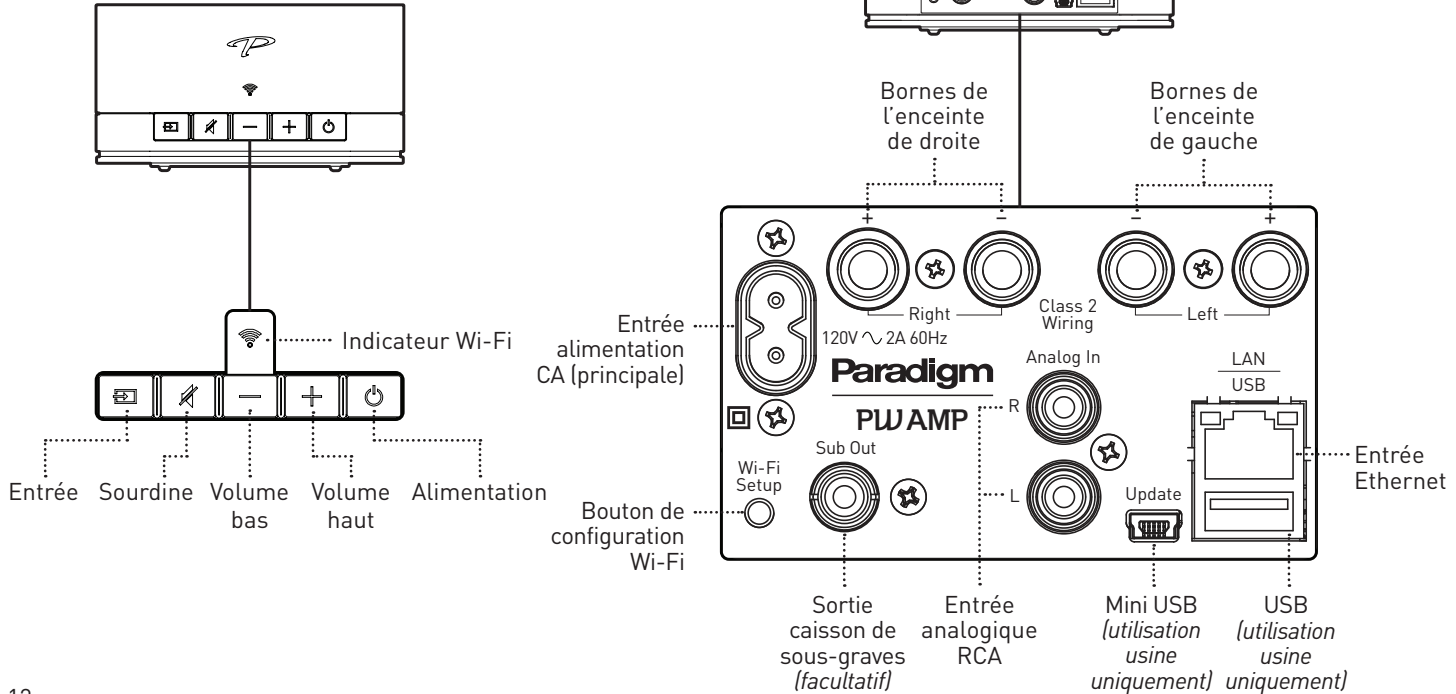 Indicateur Wi-Fi
Entrée
Sourdine
Volume
bas
Volume
haut
Alimentation
Bornes de
l'enceinte
de droite
Bornes de
l'enceinte
de gauche
+
−
−
+
Right
Class 2
Wiring
Left
120V ∿ 2A 60Hz
Entrée
alimentation
CA (principale)
Paradigm
PW AMP
Analog In
R
L
LAN
USB
Sub Out
Wi-Fi
Setup
Update
Bouton de
configuration
Wi-Fi
Entrée
Ethernet
Sortie
caisson de
sous-graves
(facultatif)
Entrée
analogique
RCA
Mini USB
(utilisation
usine
uniquement)
USB
(utilisation
usine
uniquement)